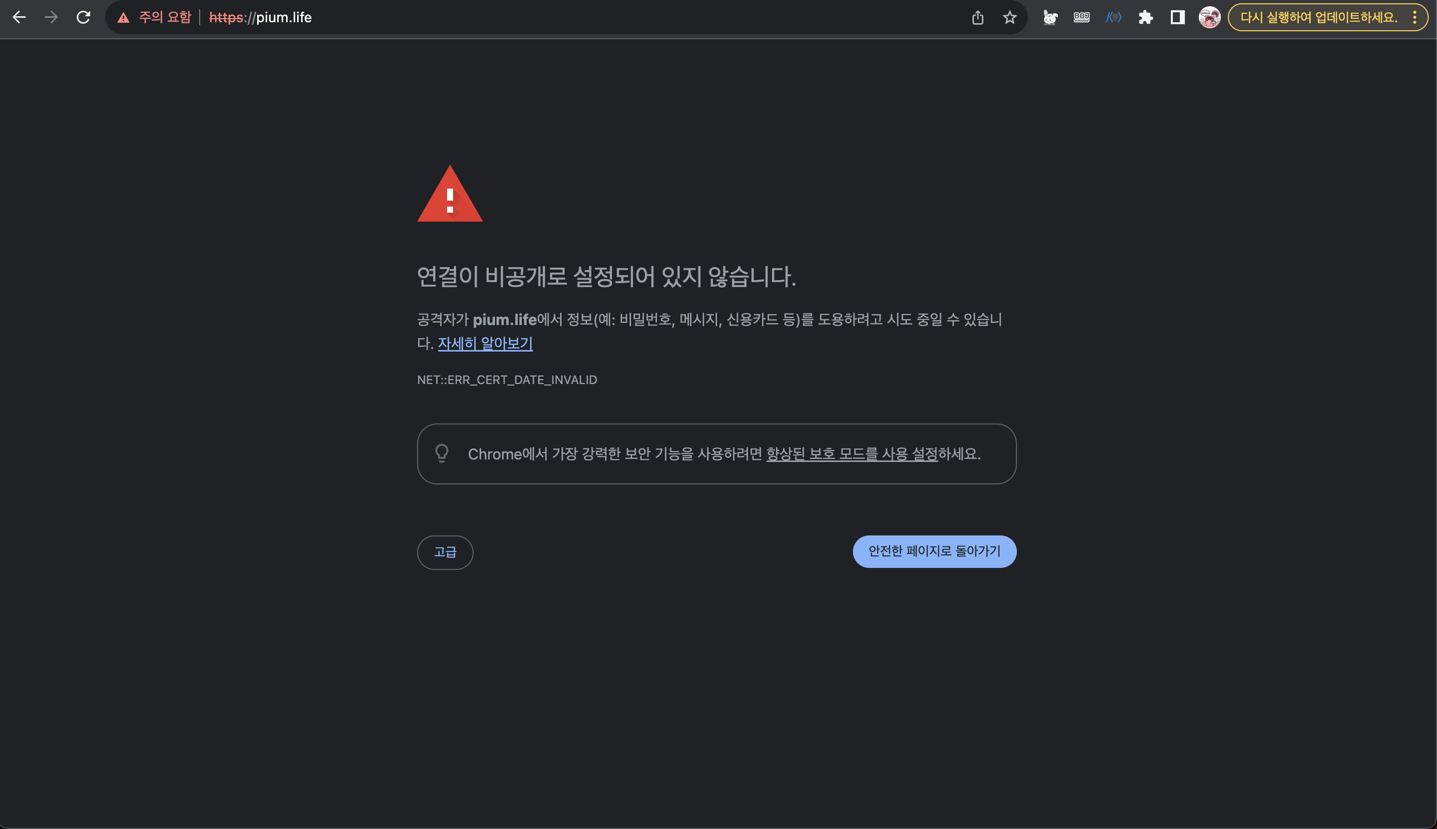 주의 요함 https://pium.life
다시 실행하여 업데이트하세요.
연결이 비공개로 설정되어 있지 않습니다.
공격자가 pium.life에서 정보(예: 비밀번호, 메시지, 신용카드 등)를 도용하려고 시도 중일 수 있습니
다. 자세히 알아보기
NET::ERR_CERT_DATE_INVALID
Chrome에서 가장 강력한 보안 기능을 사용하려면 향상된 보호 모드를 사용 설정하세요.
고급
안전한 페이지로 돌아가기